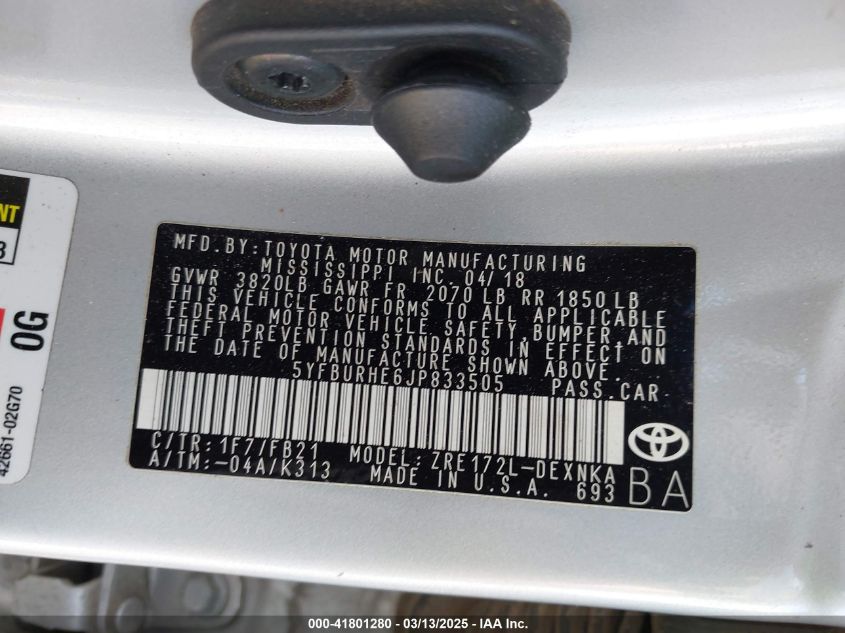 NT
0G
42661-02G70
MFD. BY: TOYOTA MOTOR MANUFACTURING
MISSISSIPPI INC 04/18
GVWR 3820LB GAWR FR 2070 LB RR 1850 LB
THIS VEHICLE CONFORMS TO ALL APPLICABLE
FEDERAL MOTOR VEHICLE SAFETY, BUMPER, AND
THEFT PREVENTION STANDARDS IN EFFECT ON
THE DATE OF MANUFACTURE SHOWN ABOVE.
5YFBURHE6JP833505 PASS. CAR
C/TR: 1F7/FB21 MODEL: ZRE172L-DEXNKA
A/TM: -04A/K313 MADE IN U.S.A. 693
BA
000-41801280 - 03/13/2025 - IAA Inc.